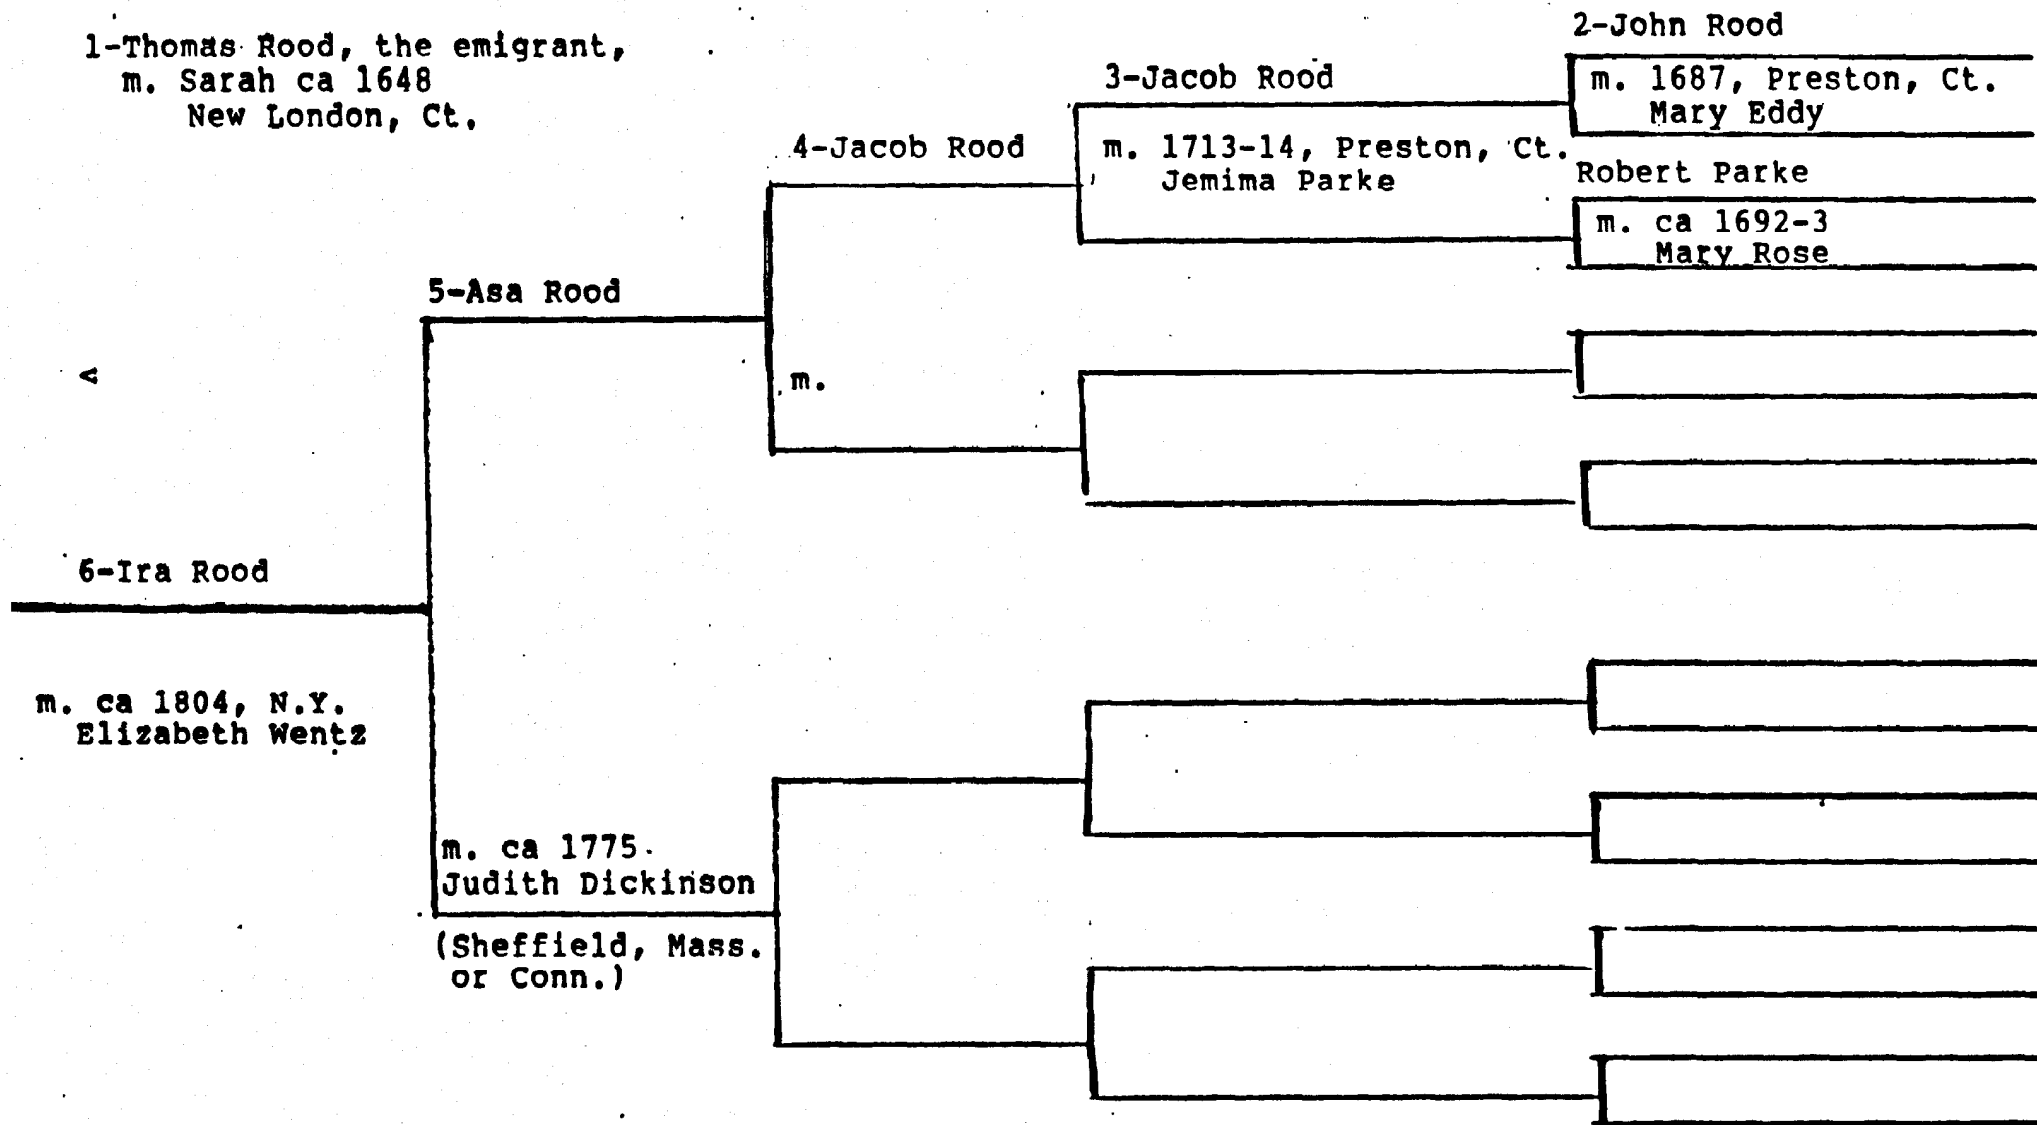 1-Thomas Rood, the emigrant,
m. Sarah ca 1648
New London, Ct.
2-John Rood
m. 1687, Preston, Ct.
Mary Eddy
3-Jacob Rood
m. 1713-14, Preston, Ct.
Jemima Parke
Robert Parke
m. ca 1692-3
Mary Rose
4-Jacob Rood
m.
5-Asa Rood
6-Ira Rood
m. ca 1804, N.Y.
Elizabeth Wentz
m. ca 1775
Judith Dickinson
(Sheffield, Mass.
or Conn.)